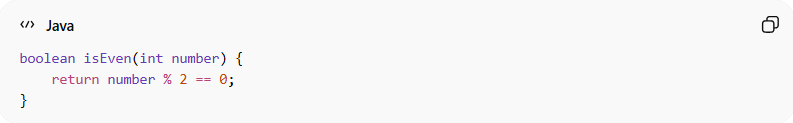 </> Java
boolean isEven(int number) {
    return number % 2 == 0;
}